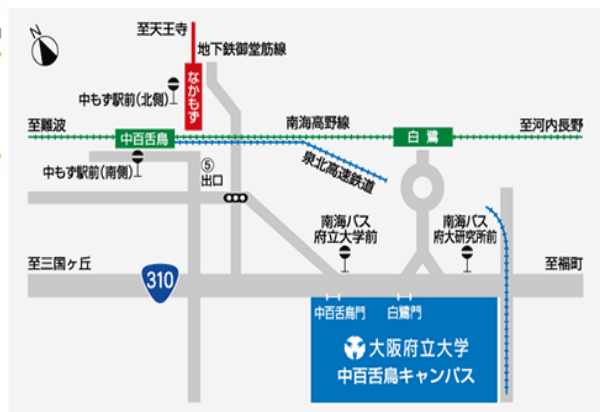 N
至天王寺
地下鉄御堂筋線
なかもず
中もず駅前(北側)
至難波
中百舌鳥
南海高野線
白鷺
至河内長野
中もず駅前(南側)
⑤
出口
泉北高速鉄道
南海バス
府立大学前
南海バス
府大研究所前
至三国ヶ丘
310
至福町
中百舌鳥門
白鷺門
大阪府立大学
中百舌鳥キャンパス